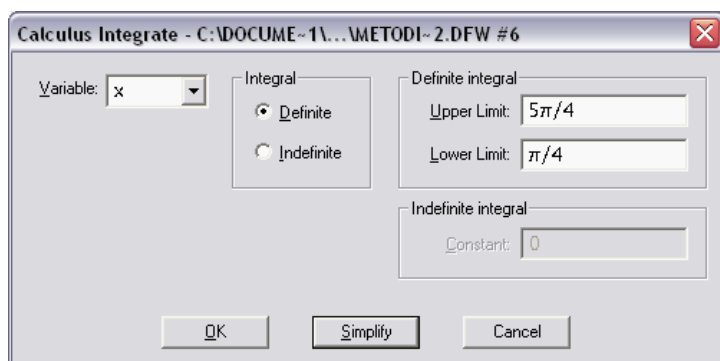 Calculus Integrate - C:\DOCUME~1\...\METODI~2.DFW #6
Variable: x
Integral
Definite
Indefinite
Definite integral
Upper Limit: 5π/4
Lower Limit: π/4
Indefinite integral
Constant: 0
OK Simplify Cancel